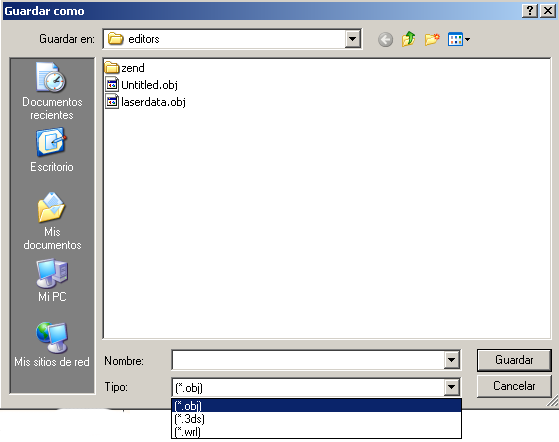 Guardar como
Guardar en: editors
zend
Untitled.obj
laserdata.obj
Documentos
recientes
Escritorio
Mis
documentos
Mi PC
Mis sitios de red
Nombre:
Guardar
Tipo: (*.obj)
Cancelar
(*.obj)
(*.3ds)
(*.wrl)